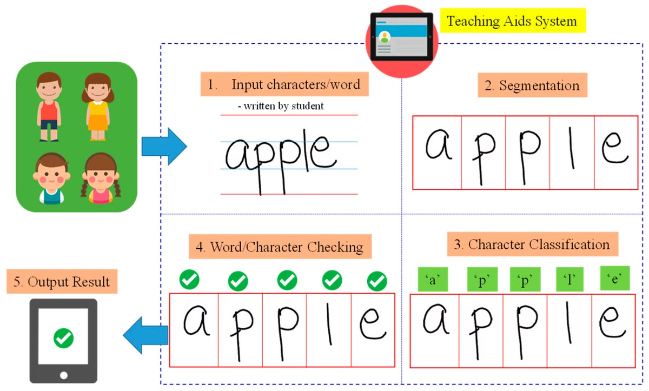 Teaching Aids System
1. Input characters/word
- written by student
apple
2. Segmentation
a p p l e
3. Character Classification
'a' 'p' 'p' 'l' 'e'
a p p l e
4. Word/Character Checking
a p p l e
5. Output Result